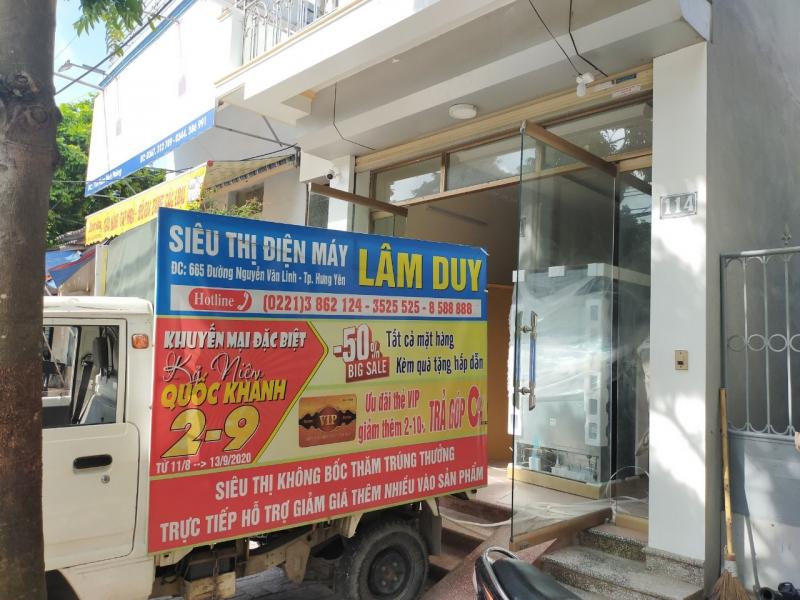 114
SIÊU THỊ ĐIỆN MÁY LÂM DUY
ĐC: 665 Đường Nguyễn Văn Linh - Tp. Hưng Yên
Hotline (0221)3 862 124 - 3525 525 - 8 588 888
KHUYẾN MẠI ĐẶC BIỆT
Kỷ Niệm
QUỐC KHÁNH
2-9
TỪ 11/8 --> 13/9/2020
-50%
BIG SALE
Tất cả mặt hàng
Kèm quà tặng hấp dẫn
VIP
Ưu đãi thẻ VIP
giảm thêm 2-10%
TRẢ GÓP
SIÊU THỊ KHÔNG BỐC THĂM TRÚNG THƯỞNG
TRỰC TIẾP HỖ TRỢ GIẢM GIÁ THÊM NHIỀU VÀO SẢN PHẨM